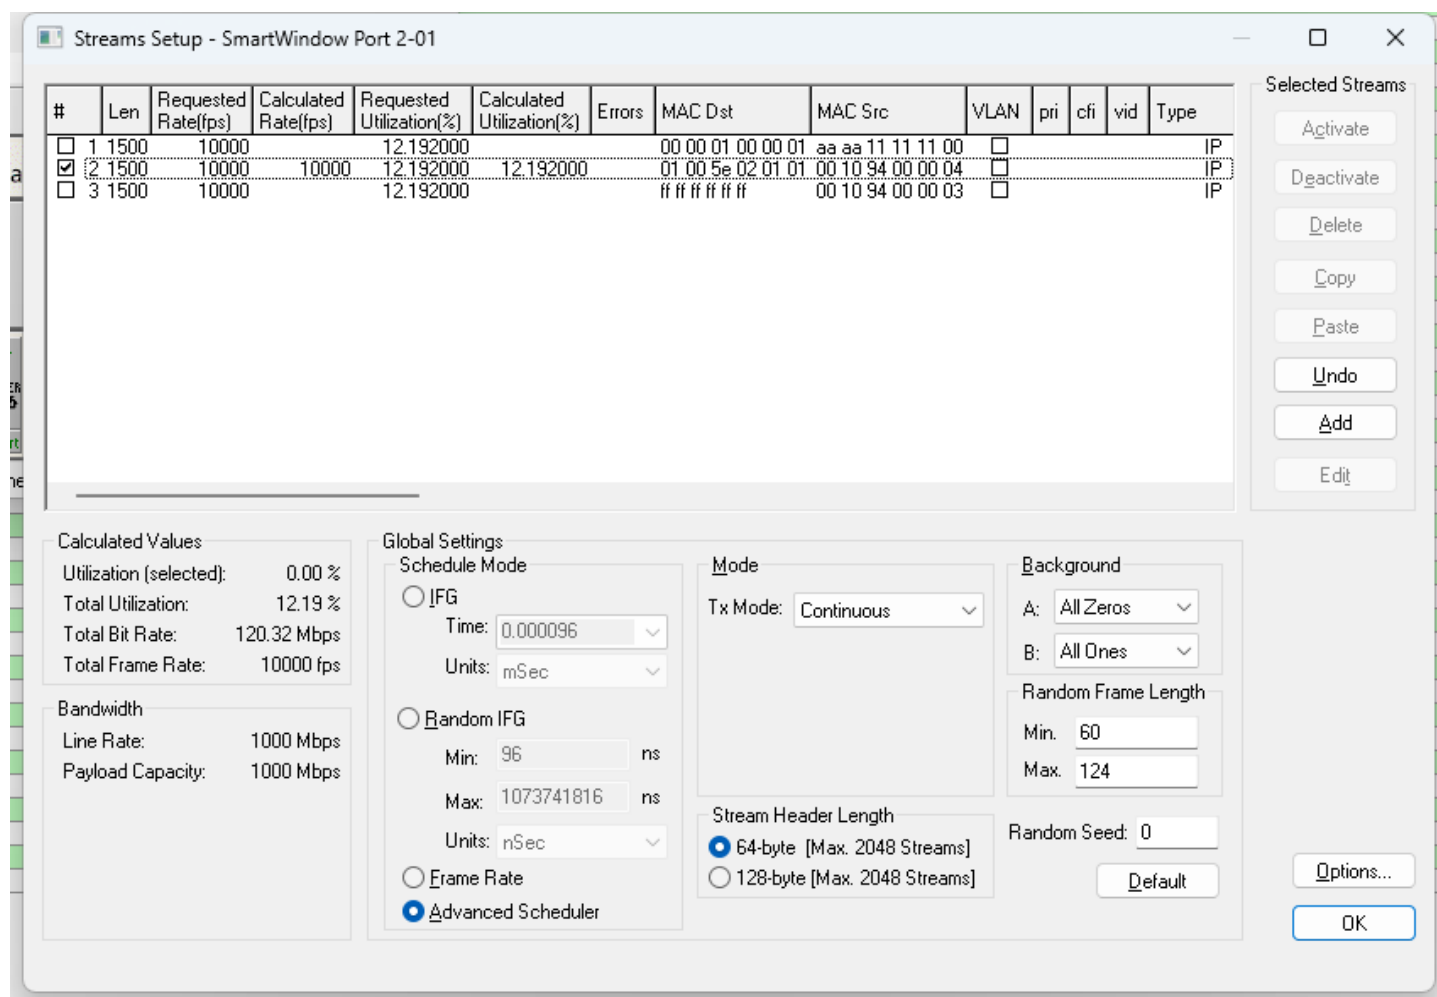 Streams Setup - SmartWindow Port 2-01
Selected Streams
# Len Requested Rate(fps) Calculated Rate(fps) Requested Utilization(%) Calculated Utilization(%) Errors MAC Dst MAC Src VLAN pri cfi vid Type
1 1500 10000 12.192000 00 00 01 00 00 01 aa aa 11 11 11 00 IP
2 1500 10000 10000 12.192000 12.192000 01 00 5e 02 01 01 00 10 94 00 00 04 IP
3 1500 10000 12.192000 ff ff ff ff ff ff 00 10 94 00 00 03 IP
Activate
Deactivate
Delete
Copy
Paste
Undo
Add
Edit
Calculated Values
Utilization (selected): 0.00 %
Total Utilization: 12.19 %
Total Bit Rate: 120.32 Mbps
Total Frame Rate: 10000 fps
Bandwidth
Line Rate: 1000 Mbps
Payload Capacity: 1000 Mbps
Global Settings
Schedule Mode
IFG
Time: 0.000096
Units: mSec
Random IFG
Min: 96 ns
Max: 1073741816 ns
Units: nSec
Frame Rate
Advanced Scheduler
Mode
Tx Mode: Continuous
Stream Header Length
64-byte [Max. 2048 Streams]
128-byte [Max. 2048 Streams]
Background
A: All Zeros
B: All Ones
Random Frame Length
Min. 60
Max. 124
Random Seed: 0
Default
Options...
OK